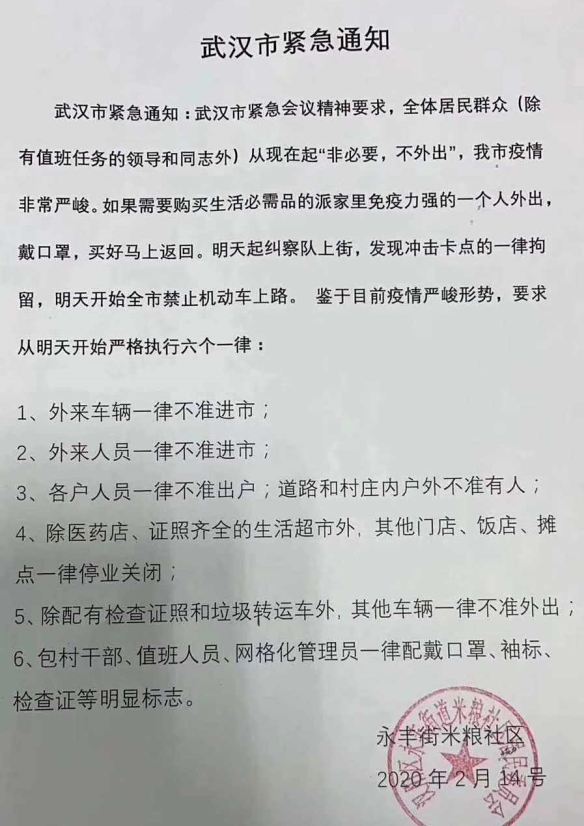 武汉市紧急通知
武汉市紧急通知：武汉市紧急会议精神要求，全体居民群众（除
有值班任务的领导和同志外）从现在起“非必要，不外出”，我市疫情
非常严峻。如果需要购买生活必需品的派家里免疫力强的一个人外出，
戴口罩，买好马上返回。明天起纠察队上街，发现冲击卡点的一律拘
留，明天开始全市禁止机动车上路。 鉴于目前疫情严峻形势，要求
从明天开始严格执行六个一律：
1、外来车辆一律不准进市；
2、外来人员一律不准进市；
3、各户人员一律不准出户；道路和村庄内户外不准有人；
4、除医药店、证照齐全的生活超市外，其他门店、饭店、摊
点一律停业关闭；
5、除配有检查证照和垃圾转运车外，其他车辆一律不准外出；
6、包村干部、值班人员、网格化管理员一律配戴口罩、袖标、
检查证等明显标志。
永丰街米粮社区
2020年2月14号